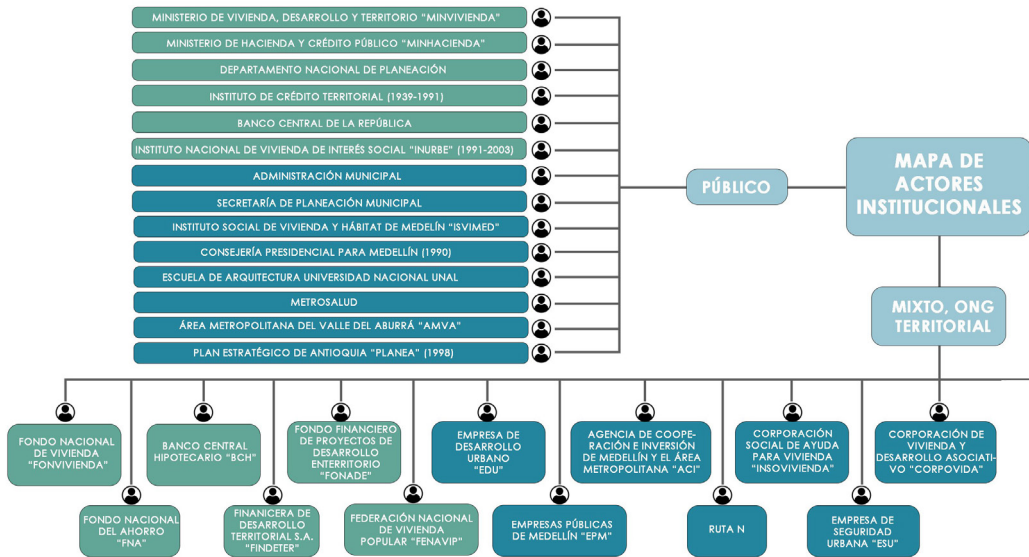 MINISTERIO DE VIVIENDA, DESARROLLO Y TERRITORIO “MINVIVIENDA”
MINISTERIO DE HACIENDA Y CRÉDITO PÚBLICO “MINHACIENDA”
DEPARTAMENTO NACIONAL DE PLANEACIÓN
INSTITUTO DE CRÉDITO TERRITORIAL (1939-1991)
BANCO CENTRAL DE LA REPÚBLICA
INSTITUTO NACIONAL DE VIVIENDA DE INTERÉS SOCIAL “INURBE” (1991-2003)
ADMINISTRACIÓN MUNICIPAL
SECRETARÍA DE PLANEACIÓN MUNICIPAL
INSTITUTO SOCIAL DE VIVIENDA Y HÁBITAT DE MEDELLÍN “ISVIMED”
CONSEJERÍA PRESIDENCIAL PARA MEDELLÍN (1990)
ESCUELA DE ARQUITECTURA UNIVERSIDAD NACIONAL UNAL
METROSALUD
ÁREA METROPOLITANA DEL VALLE DEL ABURRÁ “AMVA”
PLAN ESTRATÉGICO DE ANTIOQUIA “PLANEA” (1998)
PÚBLICO
MAPA DE
ACTORES
INSTITUCIONALES
MIXTO, ONG
TERRITORIAL
FONDO NACIONAL
DE VIVIENDA
“FONVIVIENDA”
BANCO CENTRAL
HIPOTECARIO “BCH”
FONDO FINANCIERO
DE PROYECTOS DE
DESARROLLO
ENTERRITORIO
“FONADE”
EMPRESA DE
DESARROLLO
URBANO
“EDU”
AGENCIA DE COOPE-
RACIÓN E INVERSIÓN
DE MEDELLÍN Y EL ÁREA
METROPOLITANA “ACI”
CORPORACIÓN
SOCIAL DE AYUDA
PARA VIVIENDA
“INSOVIVIENDA”
CORPORACIÓN DE
VIVIENDA Y
DESARROLLO ASOCIATI-
VO “CORPOVIDA”
FONDO NACIONAL
DEL AHORRO
“FNA”
FINANCIERA DE
DESARROLLO
TERRITORIAL S.A.
“FINDETER”
FEDERACIÓN NACIONAL
DE VIVIENDA
POPULAR “FENAVIP”
EMPRESAS PÚBLICAS
DE MEDELLÍN “EPM”
RUTA N
EMPRESA DE
SEGURIDAD
URBANA “ESU”